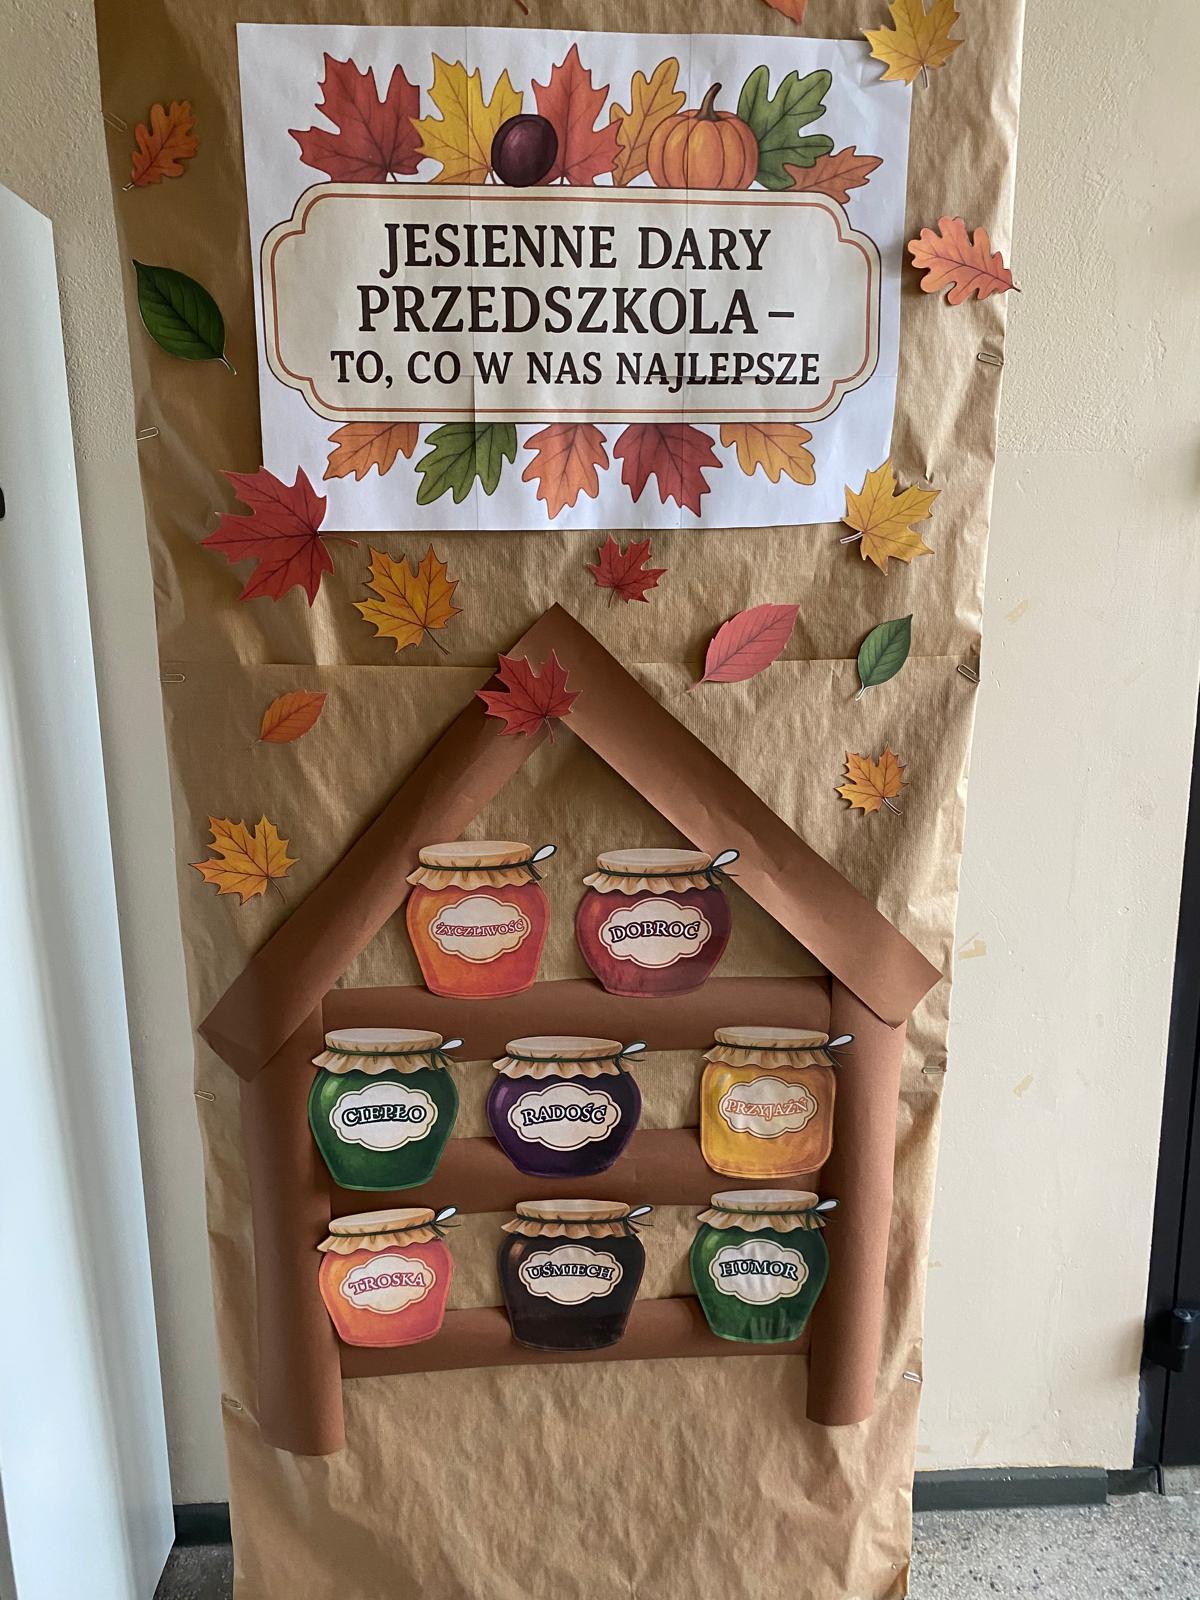 JESIENNE DARY
PRZEDSZKOLA –
TO, CO W NAS NAJLEPSZE
ŻYCZLIWOŚĆ
DOBROĆ
CIEPŁO
RADOŚĆ
PRZYJAŹŃ
TROSKA
UŚMIECH
HUMOR